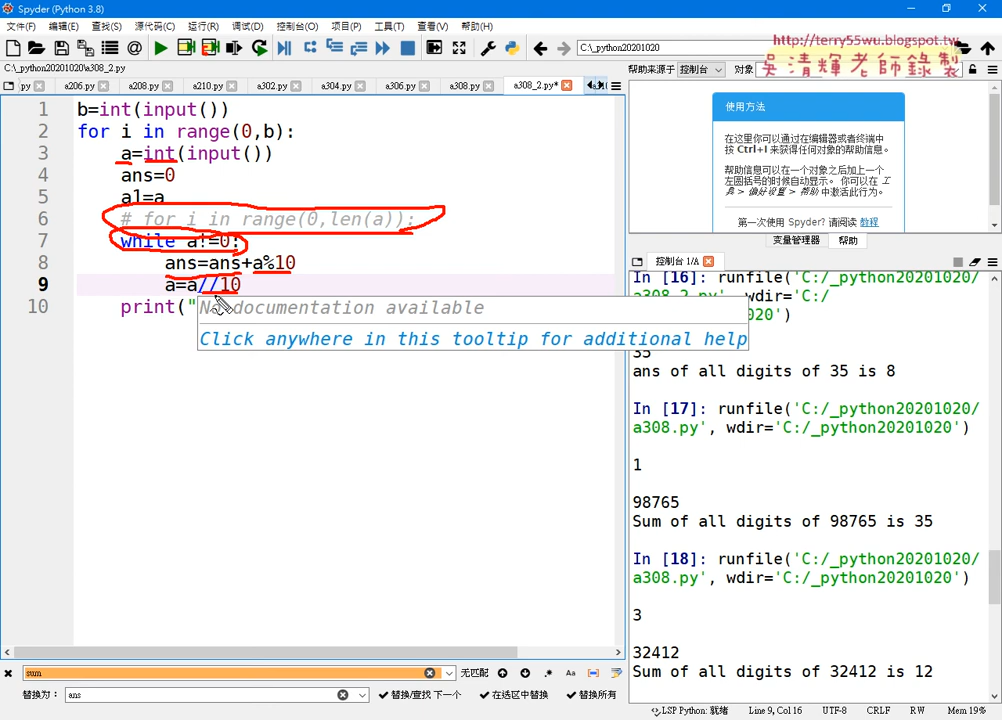 Spyder (Python 3.8)
文件(F) 编辑(E) 查找(S) 源代码(C) 运行(R) 调试(D) 控制台(O) 项目(P) 工具(T) 查看(V) 帮助(H)
C:\_python20201020
http://terry55wu.blogspot.tw
吳清輝老師錄製
C:\_python20201020\a308_2.py
帮助来源于 控制台 对象
py a206.py a208.py a210.py a302.py a304.py a306.py a308.py a308_2.py*
1 b=int(input())
2 for i in range(0,b):
3 a=int(input())
4 ans=0
5 a1=a
6 # for i in range(0,len(a)):
7 while a!=0:
8 ans=ans+a%10
9 a=a//10
10 print("
No documentation available
Click anywhere in this tooltip for additional help
使用方法
在这里你可以通过在编辑器或者终端中
按 Ctrl+I 来获得任何对象的帮助信息。
帮助信息可以在一个对象之后加上一个
左圆括号的时候自动显示。 你可以在 工
具 > 偏好设置 > 帮助 中激活此行为。
第一次使用 Spyder? 请阅读 教程
变量管理器 帮助
控制台 1/A
In [16]: runfile('C:/_python20201020/
a308_2.py', wdir='C:/
020')
35
ans of all digits of 35 is 8
In [17]: runfile('C:/_python20201020/
a308.py', wdir='C:/_python20201020')
1
98765
Sum of all digits of 98765 is 35
In [18]: runfile('C:/_python20201020/
a308.py', wdir='C:/_python20201020')
3
32412
Sum of all digits of 32412 is 12
sum 无匹配 .* Aa
替换为: ans 替换/查找 下一个 在选区中替换 替换所有
LSP Python: 就绪 Line 9, Col 16 UTF-8 CRLF RW Mem 19%